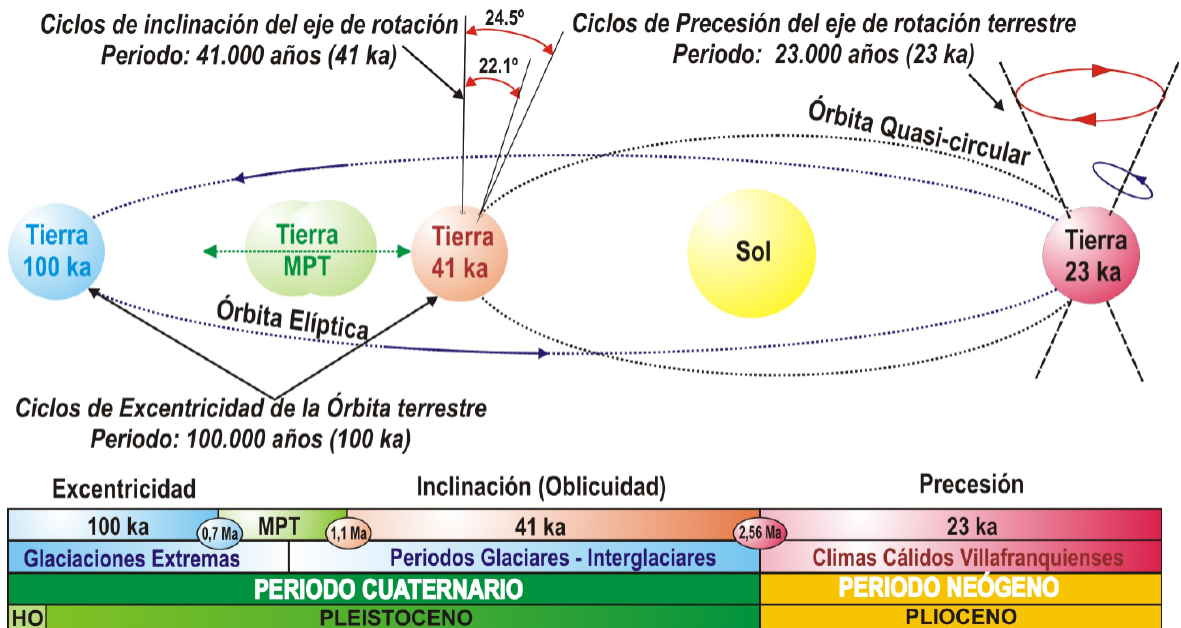 Ciclos de inclinación del eje de rotación
Periodo: 41.000 años (41 ka)
24.5º
22.1º
Ciclos de Precesión del eje de rotación terrestre
Periodo: 23.000 años (23 ka)
Órbita Quasi-circular
Tierra
100 ka
Tierra
MPT
Tierra
41 ka
Sol
Tierra
23 ka
Órbita Elíptica
Ciclos de Excentricidad de la Órbita terrestre
Periodo: 100.000 años (100 ka)
Excentricidad
Inclinación (Oblicuidad)
Precesión
100 ka
0,7 Ma
MPT
1,1 Ma
41 ka
2,56 Ma
23 ka
Glaciaciones Extremas
Periodos Glaciares - Interglaciares
Climas Cálidos Villafranquienses
PERIODO CUATERNARIO
PERIODO NEÓGENO
HO
PLEISTOCENO
PLIOCENO